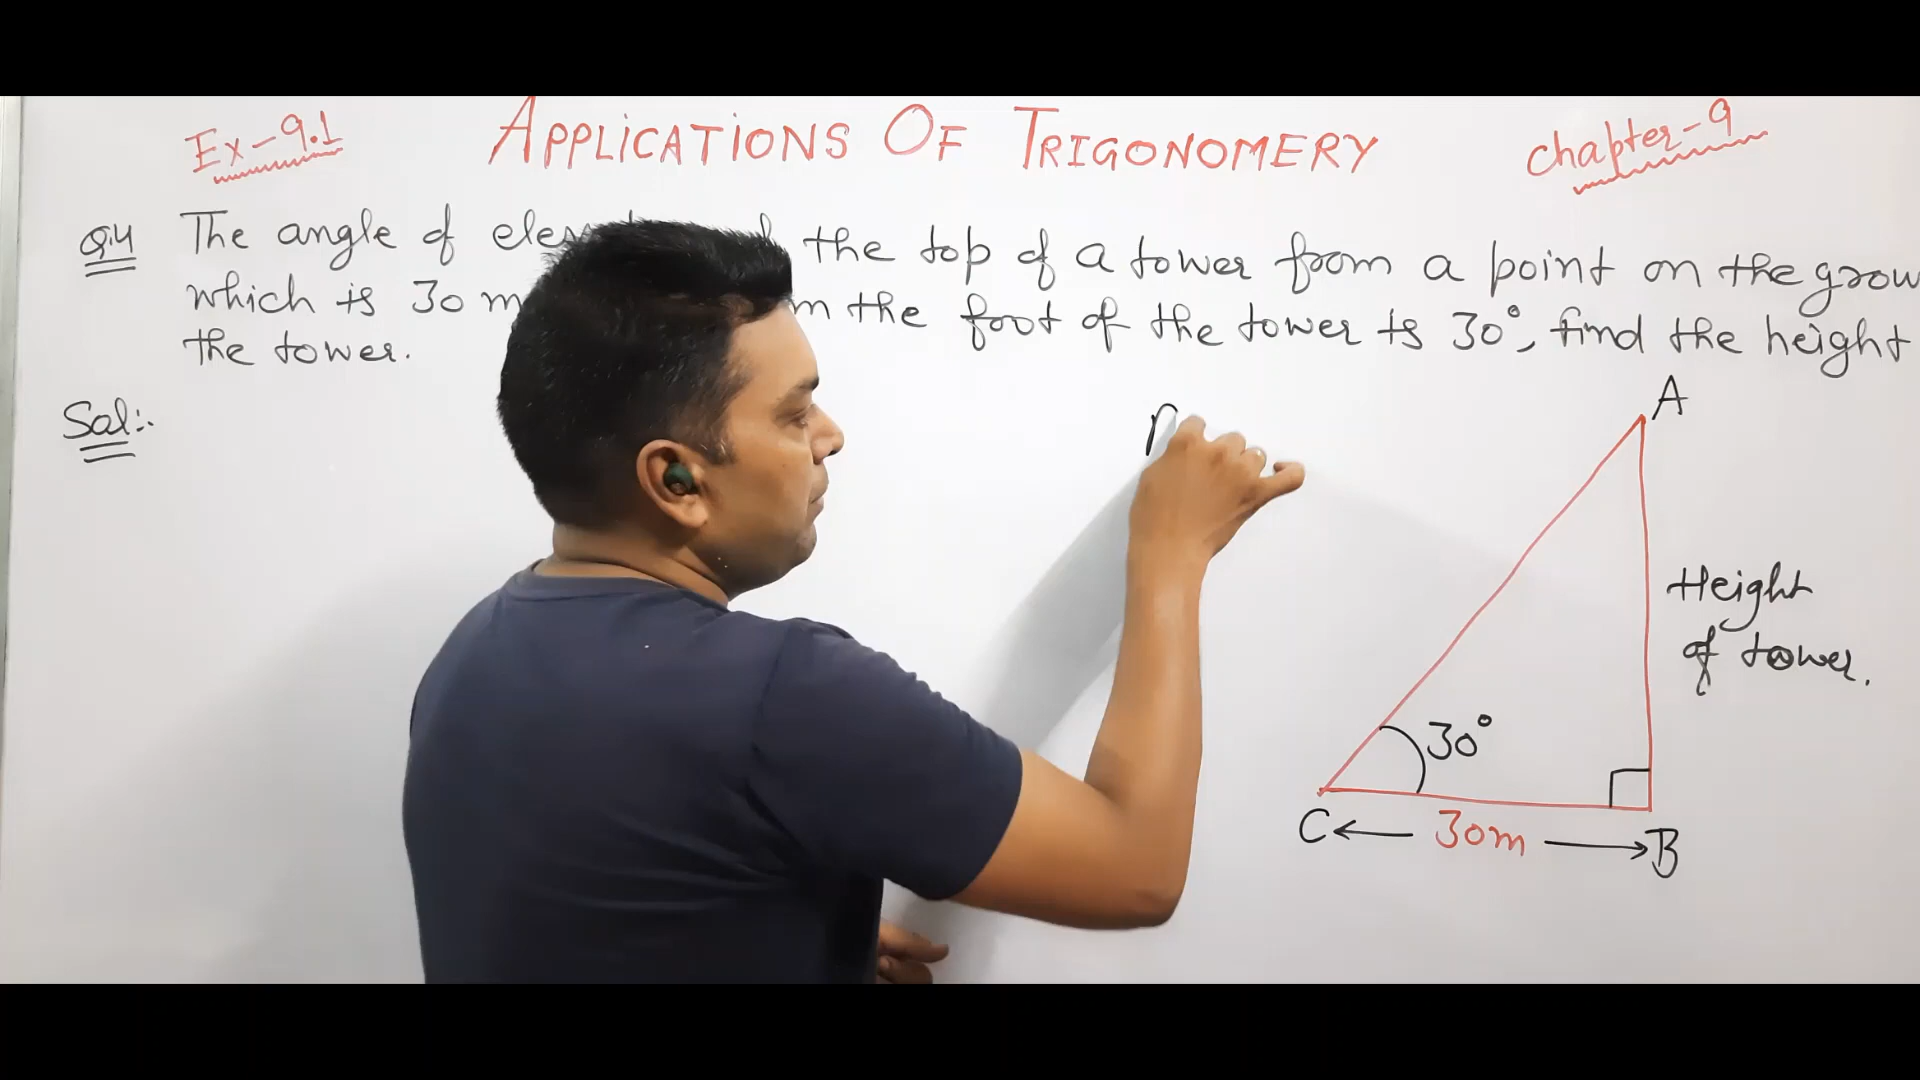 Ex-9.1 APPLICATIONS OF TRIGONOMERY chapter-9
Q.4 The angle of the top of a tower from a point on the grou
which is 30 m the foot of the tower is 30°, find the height
the tower.
Sol:-
A
Height
of tower.
30°
C 30m B